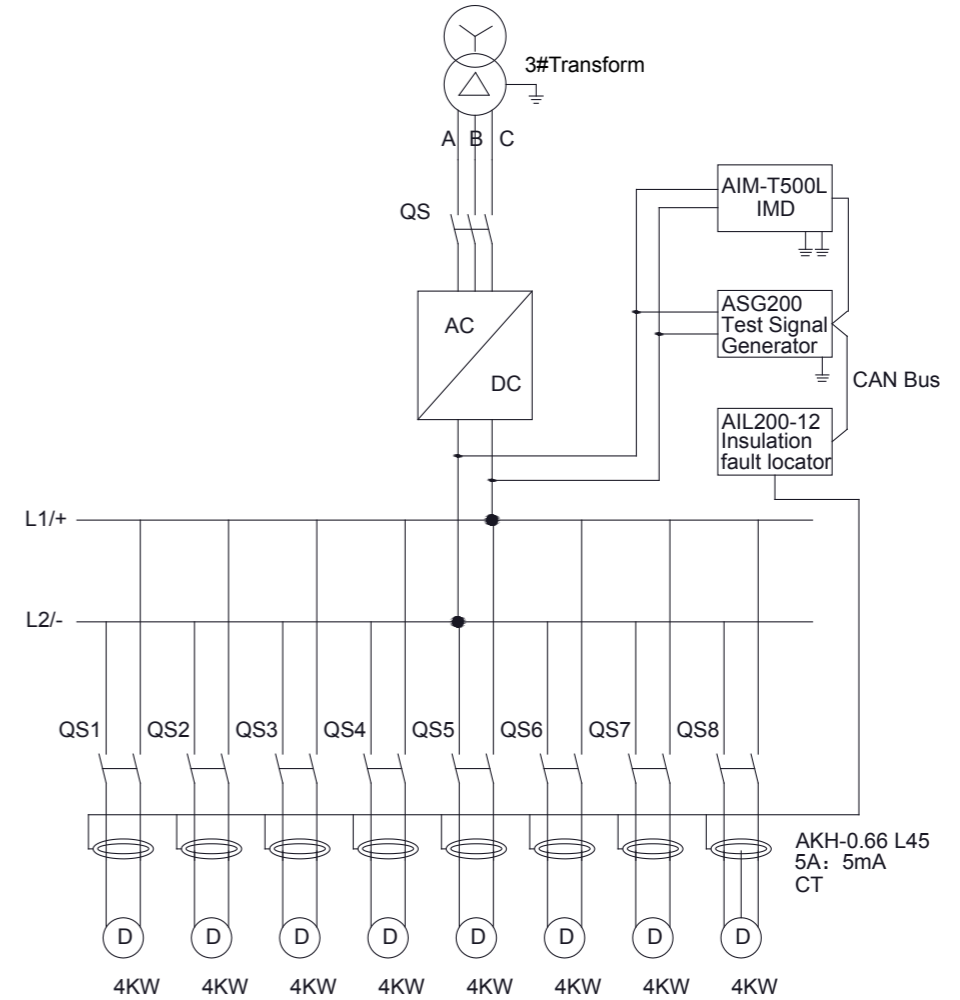 3#Transform
A B C
QS
AIM-T500L
IMD
AC
DC
ASG200
Test Signal
Generator
CAN Bus
AIL200-12
Insulation
fault locator
L1/+
L2/-
QS1 QS2 QS3 QS4 QS5 QS6 QS7 QS8
AKH-0.66 L45
5A：5mA
CT
D D D D D D D D
4KW 4KW 4KW 4KW 4KW 4KW 4KW 4KW